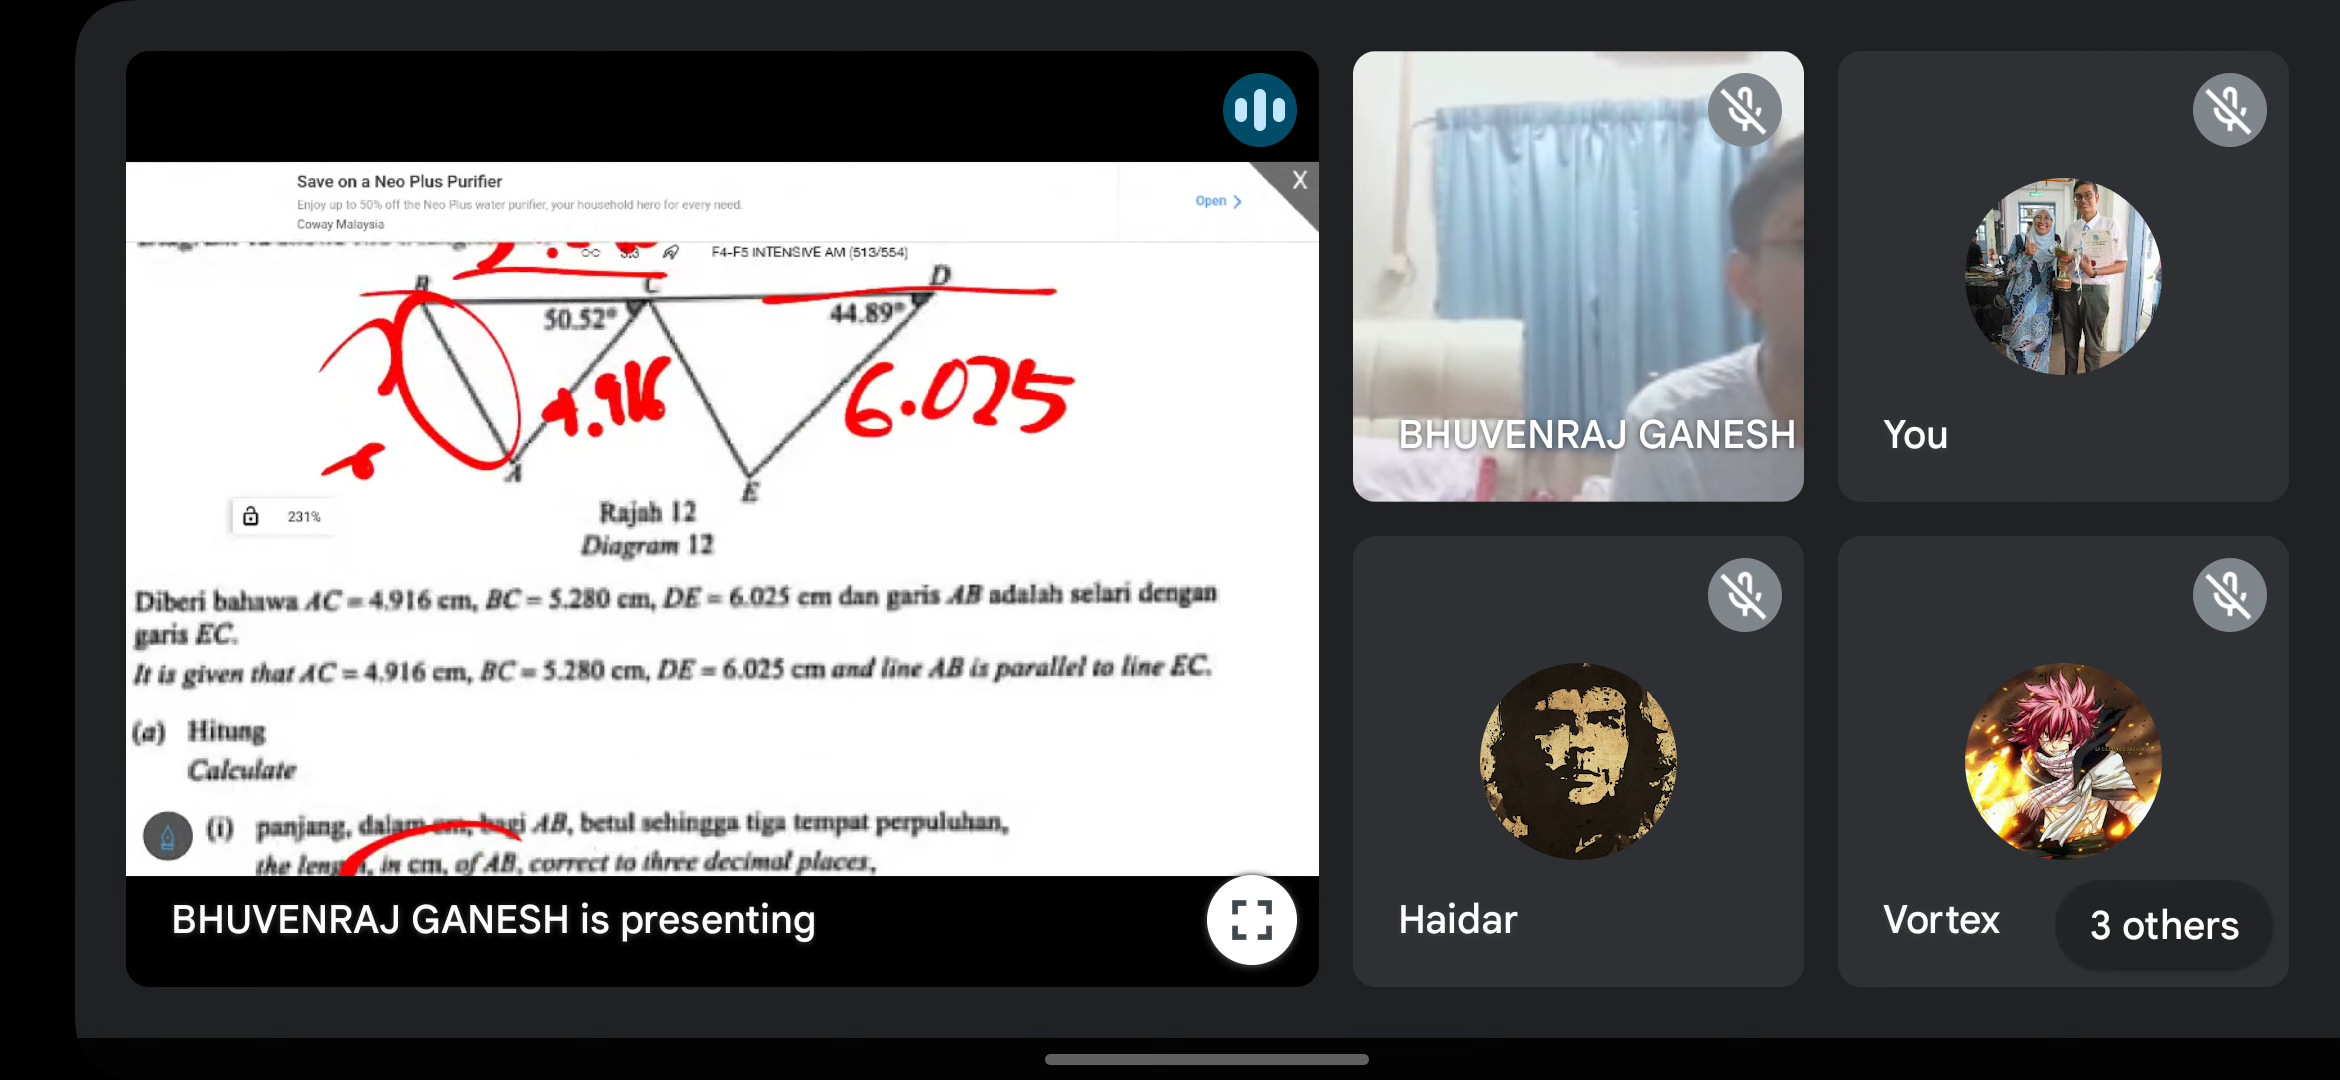 Save on a Neo Plus Purifier
Enjoy up to 50% off the Neo Plus water purifier, your household hero for every need.
Coway Malaysia
Open
X
F4-F5 INTENSIVE AM (513/554)
B
C
D
50.52°
44.89°
4.916
6.025
A
E
231%
Rajah 12
Diagram 12
Diberi bahawa AC = 4.916 cm, BC = 5.280 cm, DE = 6.025 cm dan garis AB adalah selari dengan
garis EC.
It is given that AC = 4.916 cm, BC = 5.280 cm, DE = 6.025 cm and line AB is parallel to line EC.
(a) Hitung
Calculate
(i) panjang, dalam cm, bagi AB, betul sehingga tiga tempat perpuluhan,
the length, in cm, of AB, correct to three decimal places,
BHUVENRAJ GANESH is presenting
BHUVENRAJ GANESH
You
Haidar
Vortex
3 others